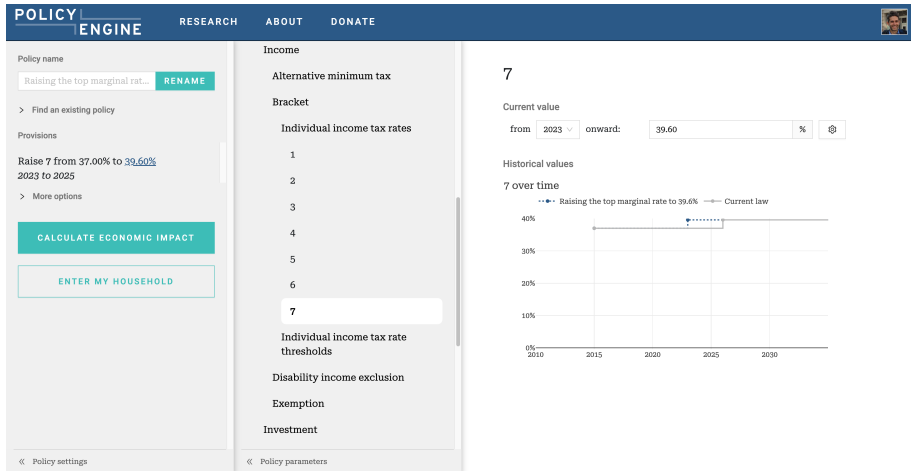 POLICY
ENGINE
RESEARCH
ABOUT
DONATE
Policy name
Raising the top marginal rat...
RENAME
Find an existing policy
Provisions
Raise 7 from 37.00% to 39.60%
2023 to 2025
More options
CALCULATE ECONOMIC IMPACT
ENTER MY HOUSEHOLD
Policy settings
Income
Alternative minimum tax
Bracket
Individual income tax rates
1
2
3
4
5
6
7
Individual income tax rate
thresholds
Disability income exclusion
Exemption
Investment
Policy parameters
7
Current value
from 2023 onward: 39.60 %
Historical values
7 over time
Raising the top marginal rate to 39.6% Current law
40%
30%
20%
10%
0%
2010 2015 2020 2025 2030